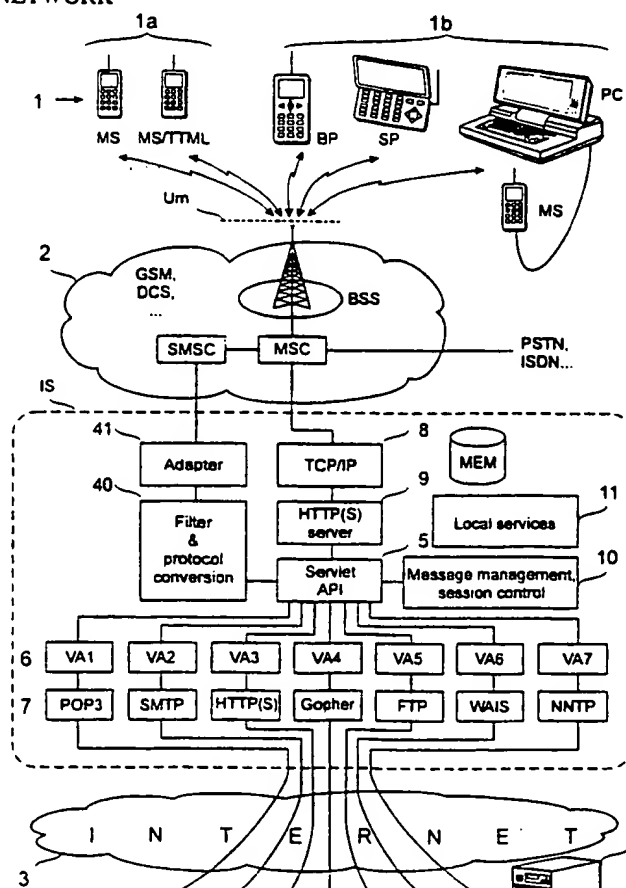 NETWORK
1a
1b
1
MS
MS/TTML
BP
SP
PC
MS
Um
2
GSM,
DCS,
...
BSS
SMSC
MSC
PSTN,
ISDN...
IS
41
8
Adapter
TCP/IP
MEM
40
9
11
Filter
&
protocol
conversion
HTTP(S)
server
Local services
5
10
Servlet
API
Message management,
session control
6
VA1
VA2
VA3
VA4
VA5
VA6
VA7
7
POP3
SMTP
HTTP(S)
Gopher
FTP
WAIS
NNTP
I N T E R N E T
3